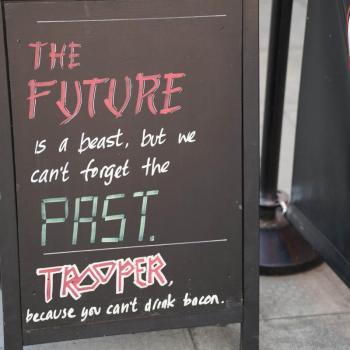 THE
FUTURE
is a beast, but we
can't forget the
PAST.
TROOPER,
because you can't drink bacon.